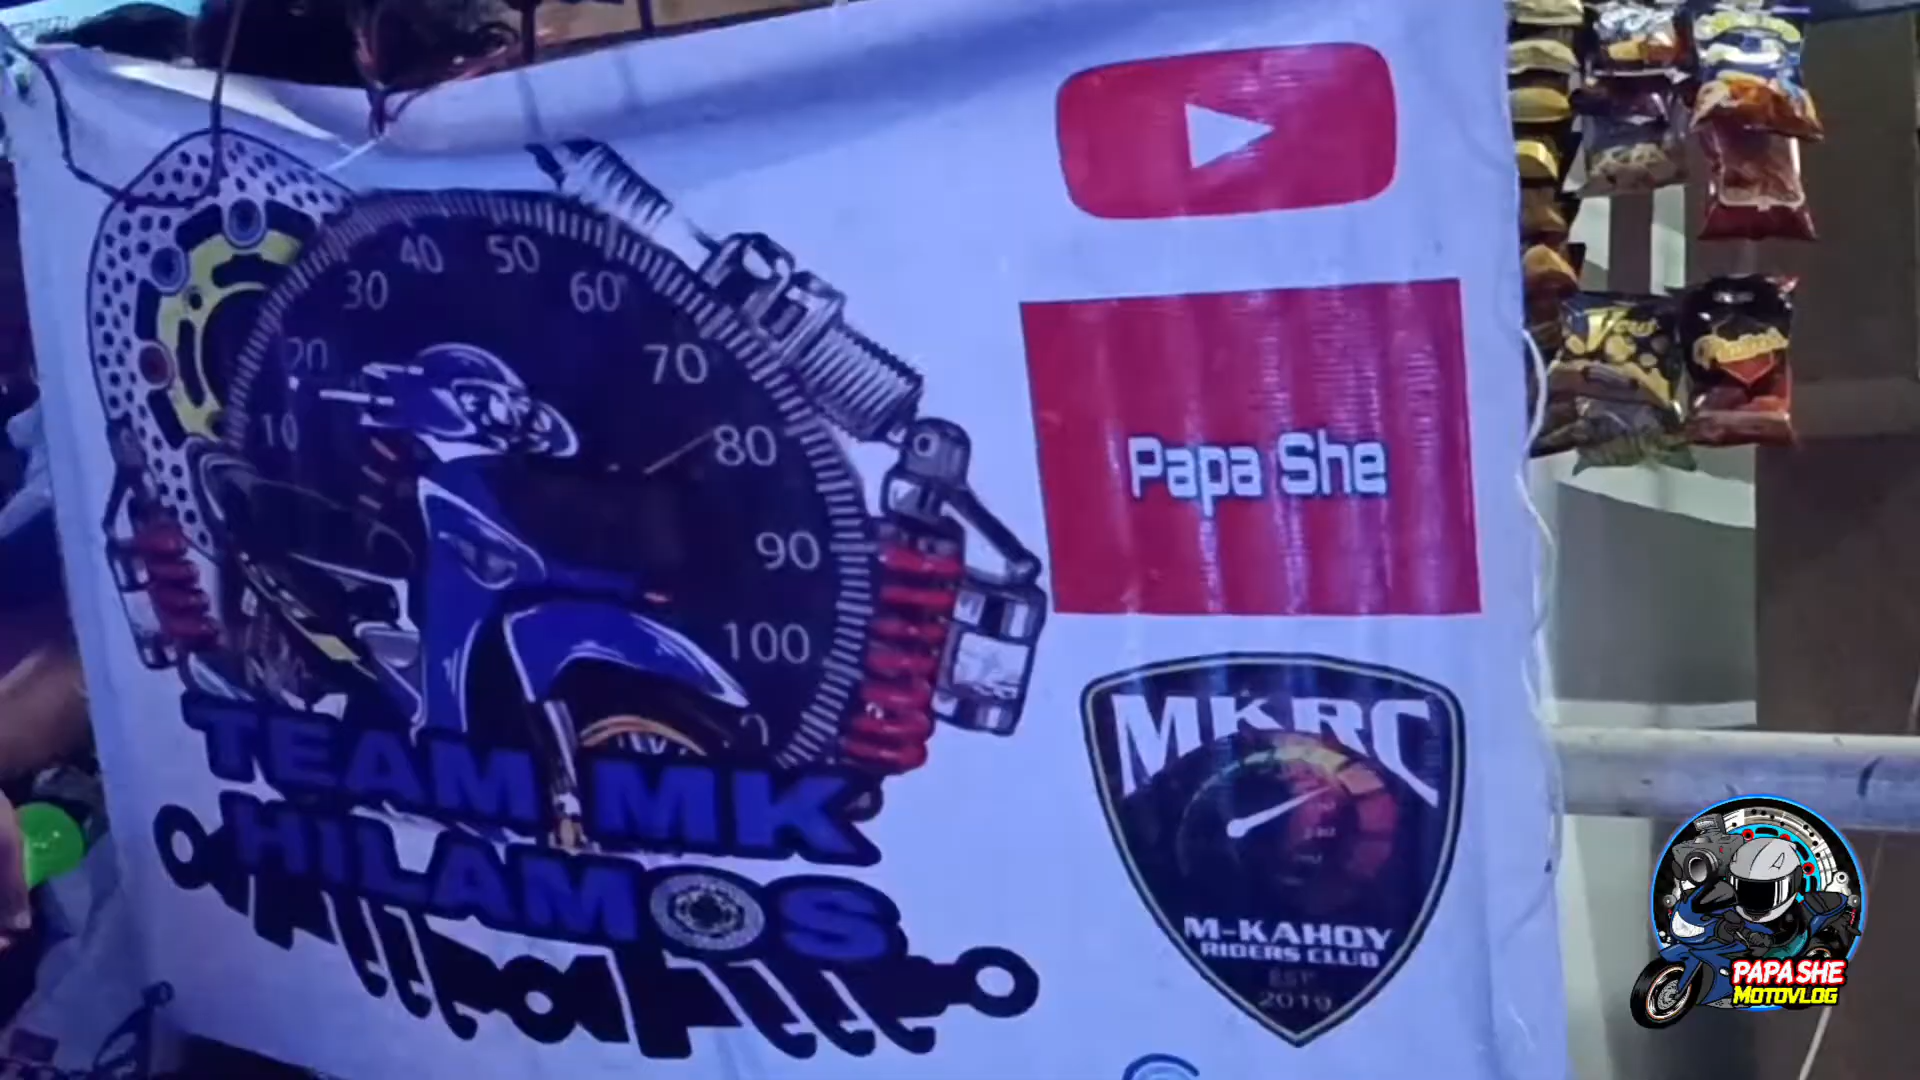 10
20
30
40
50
60
70
80
90
100
TEAM MK
HiLAMOS
Papa She
MKRC
M-KAHOY
RIDERS CLUB
EST
2019
PAPA SHE
MOTOVLOG